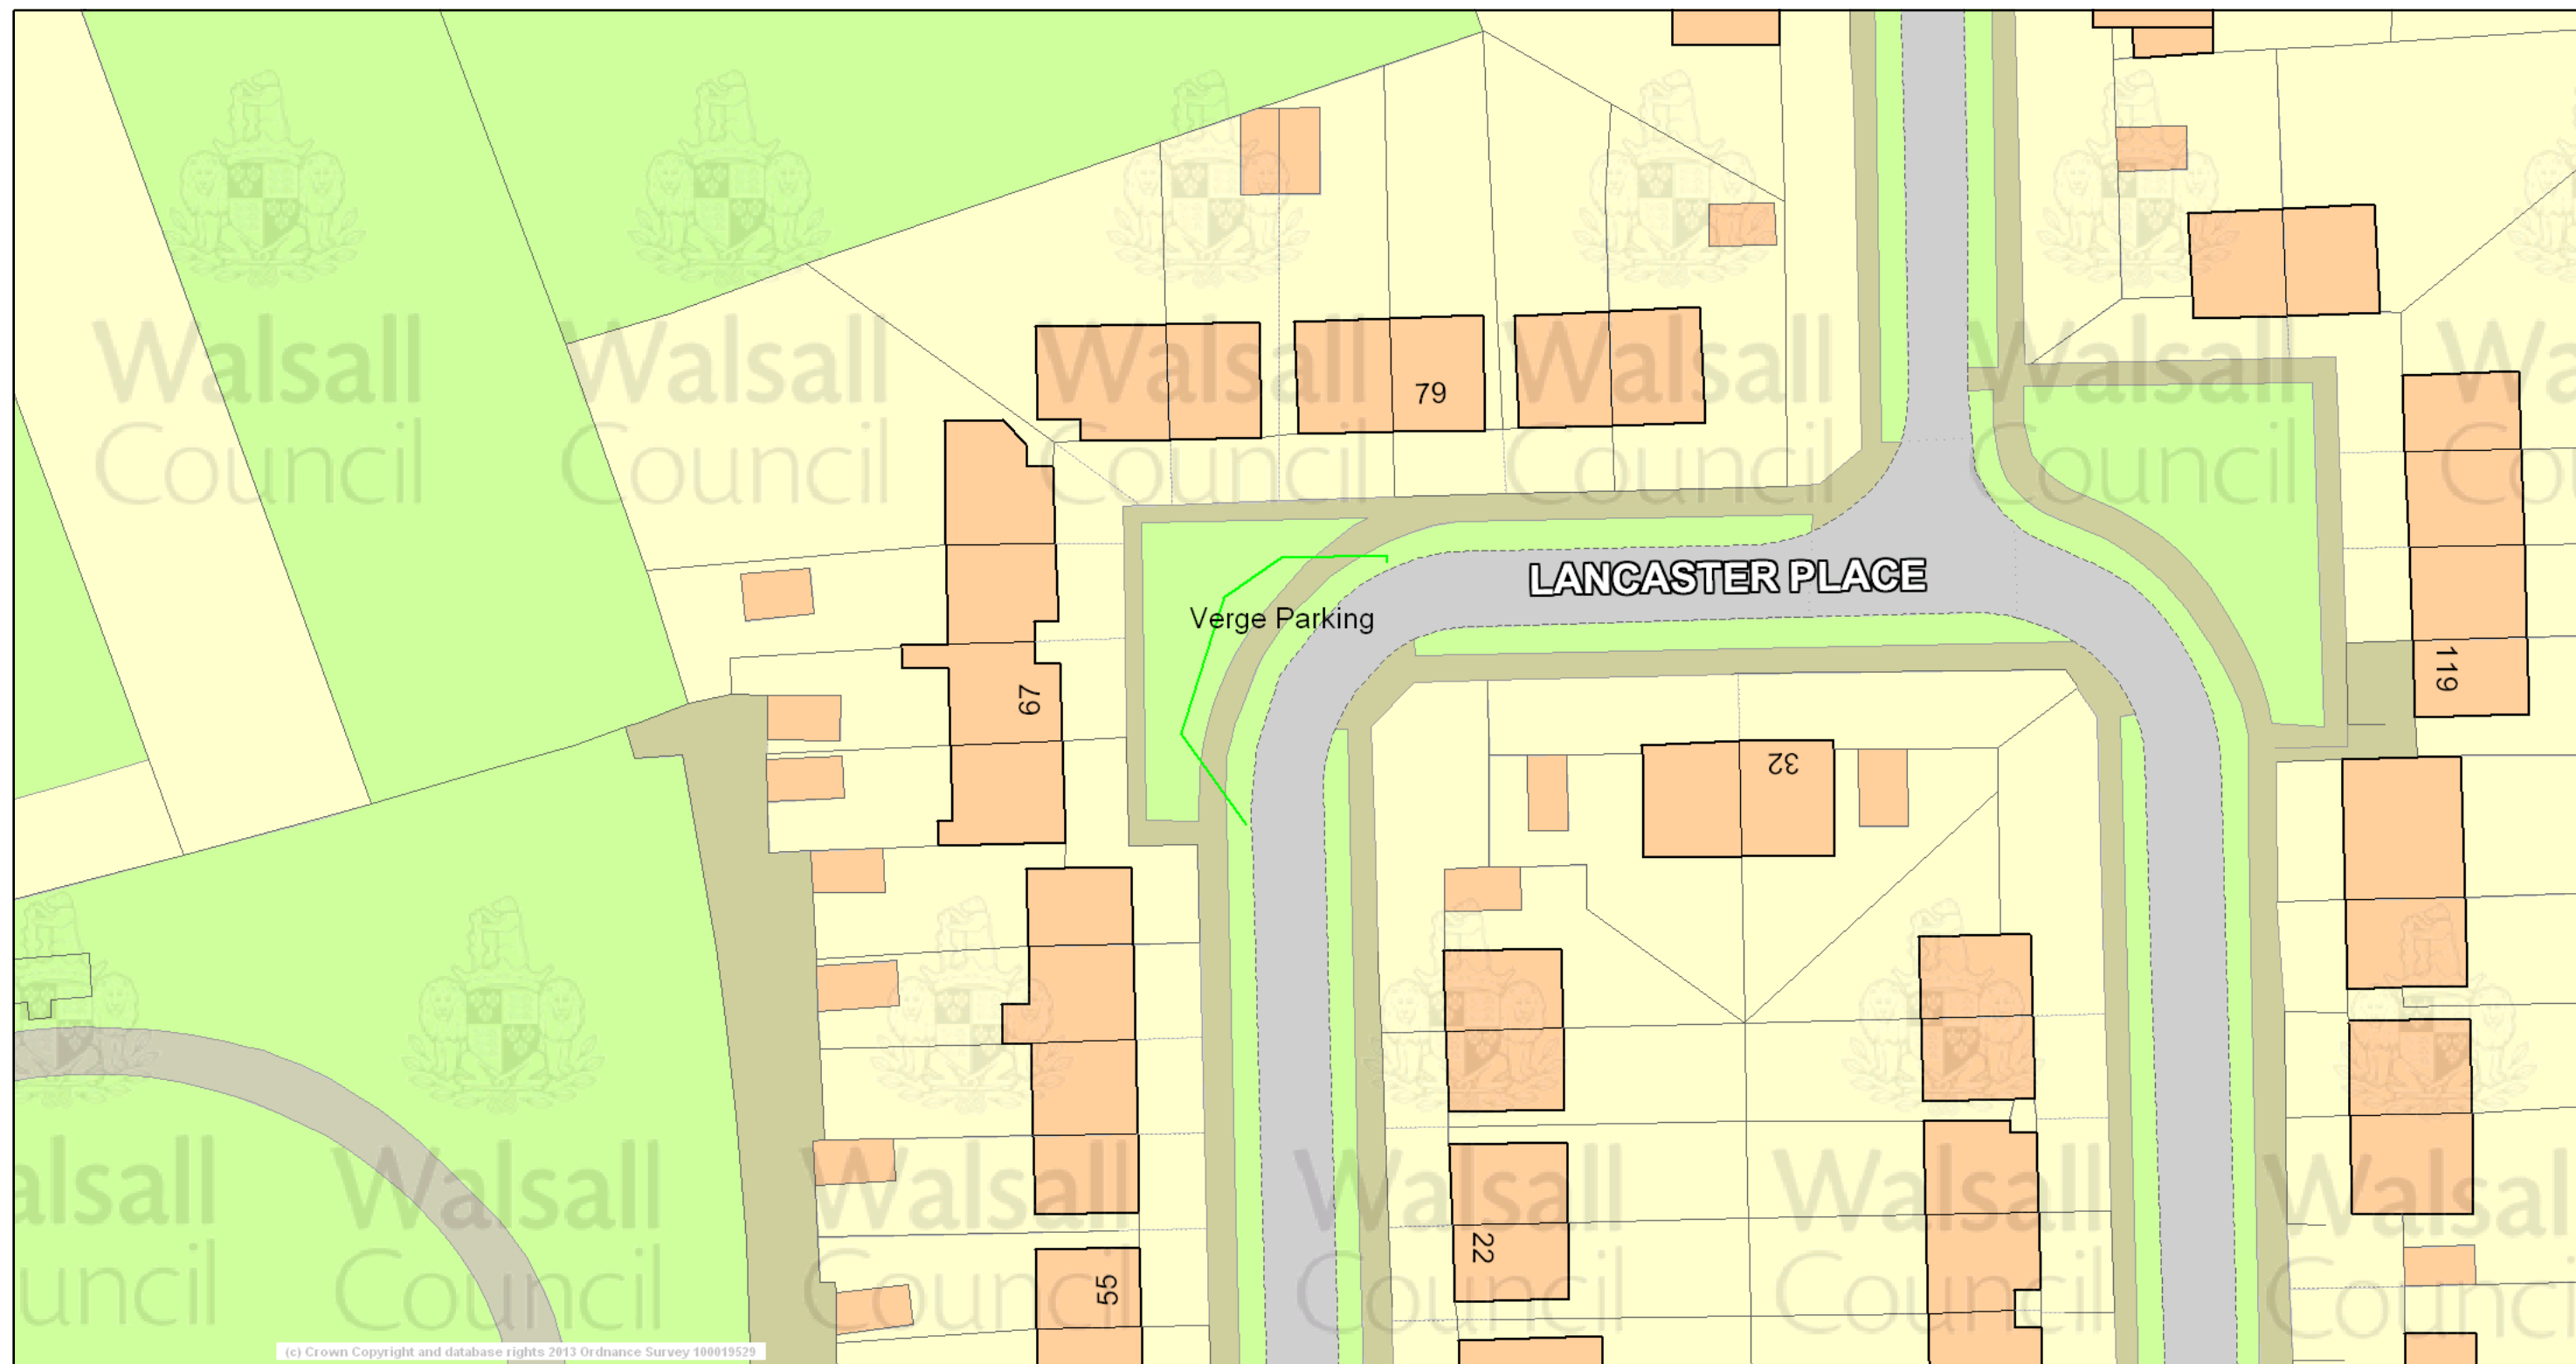 Walsall Council
Walsall Council
Walsall Council
Walsall Council
Walsall Council
Wa
Co
79
LANCASTER PLACE
Verge Parking
67
119
32
alsall
uncil
Walsall Council
Walsall Council
Walsall Council
Walsall Council
Walsal
Counci
22
55
(c) Crown Copyright and database rights 2013 Ordnance Survey 100019529